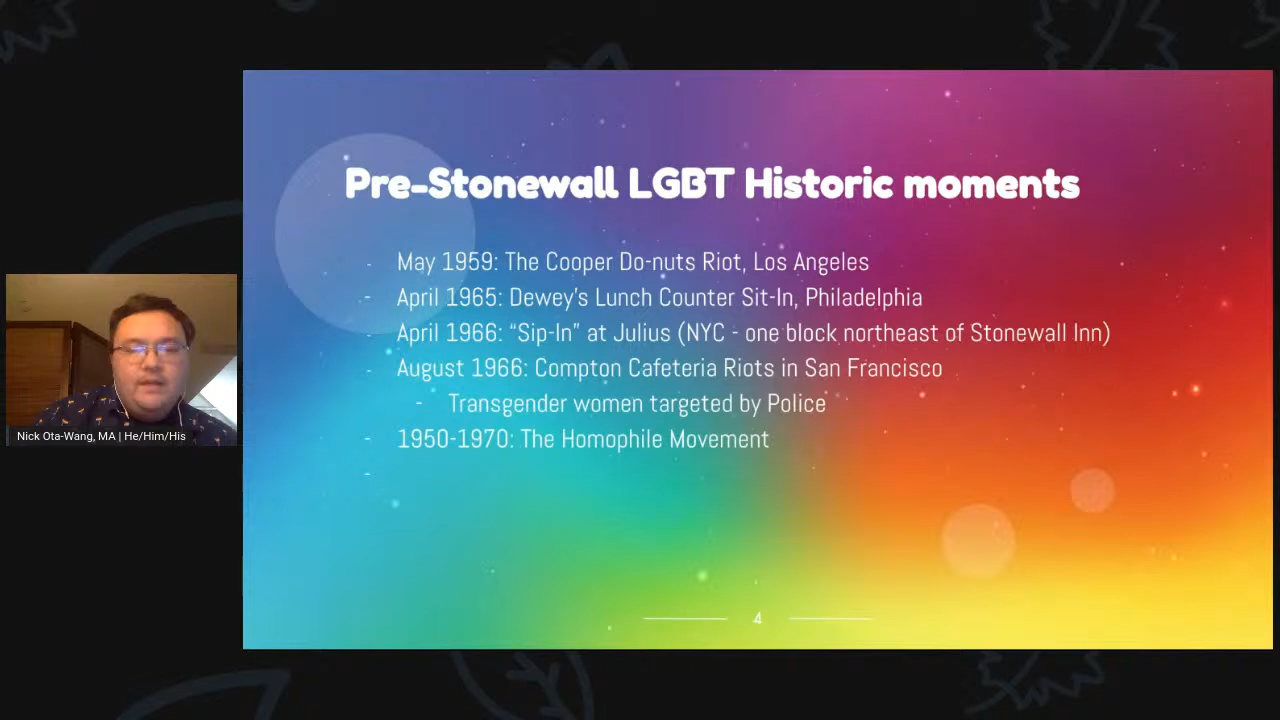 Pre-Stonewall LGBT Historic moments
- May 1959: The Cooper Do-nuts Riot, Los Angeles
- April 1965: Dewey's Lunch Counter Sit-In, Philadelphia
- April 1966: “Sip-In” at Julius (NYC - one block northeast of Stonewall Inn)
- August 1966: Compton Cafeteria Riots in San Francisco
- Transgender women targeted by Police
- 1950-1970: The Homophile Movement
-
Nick Ota-Wang, MA | He/Him/His
4